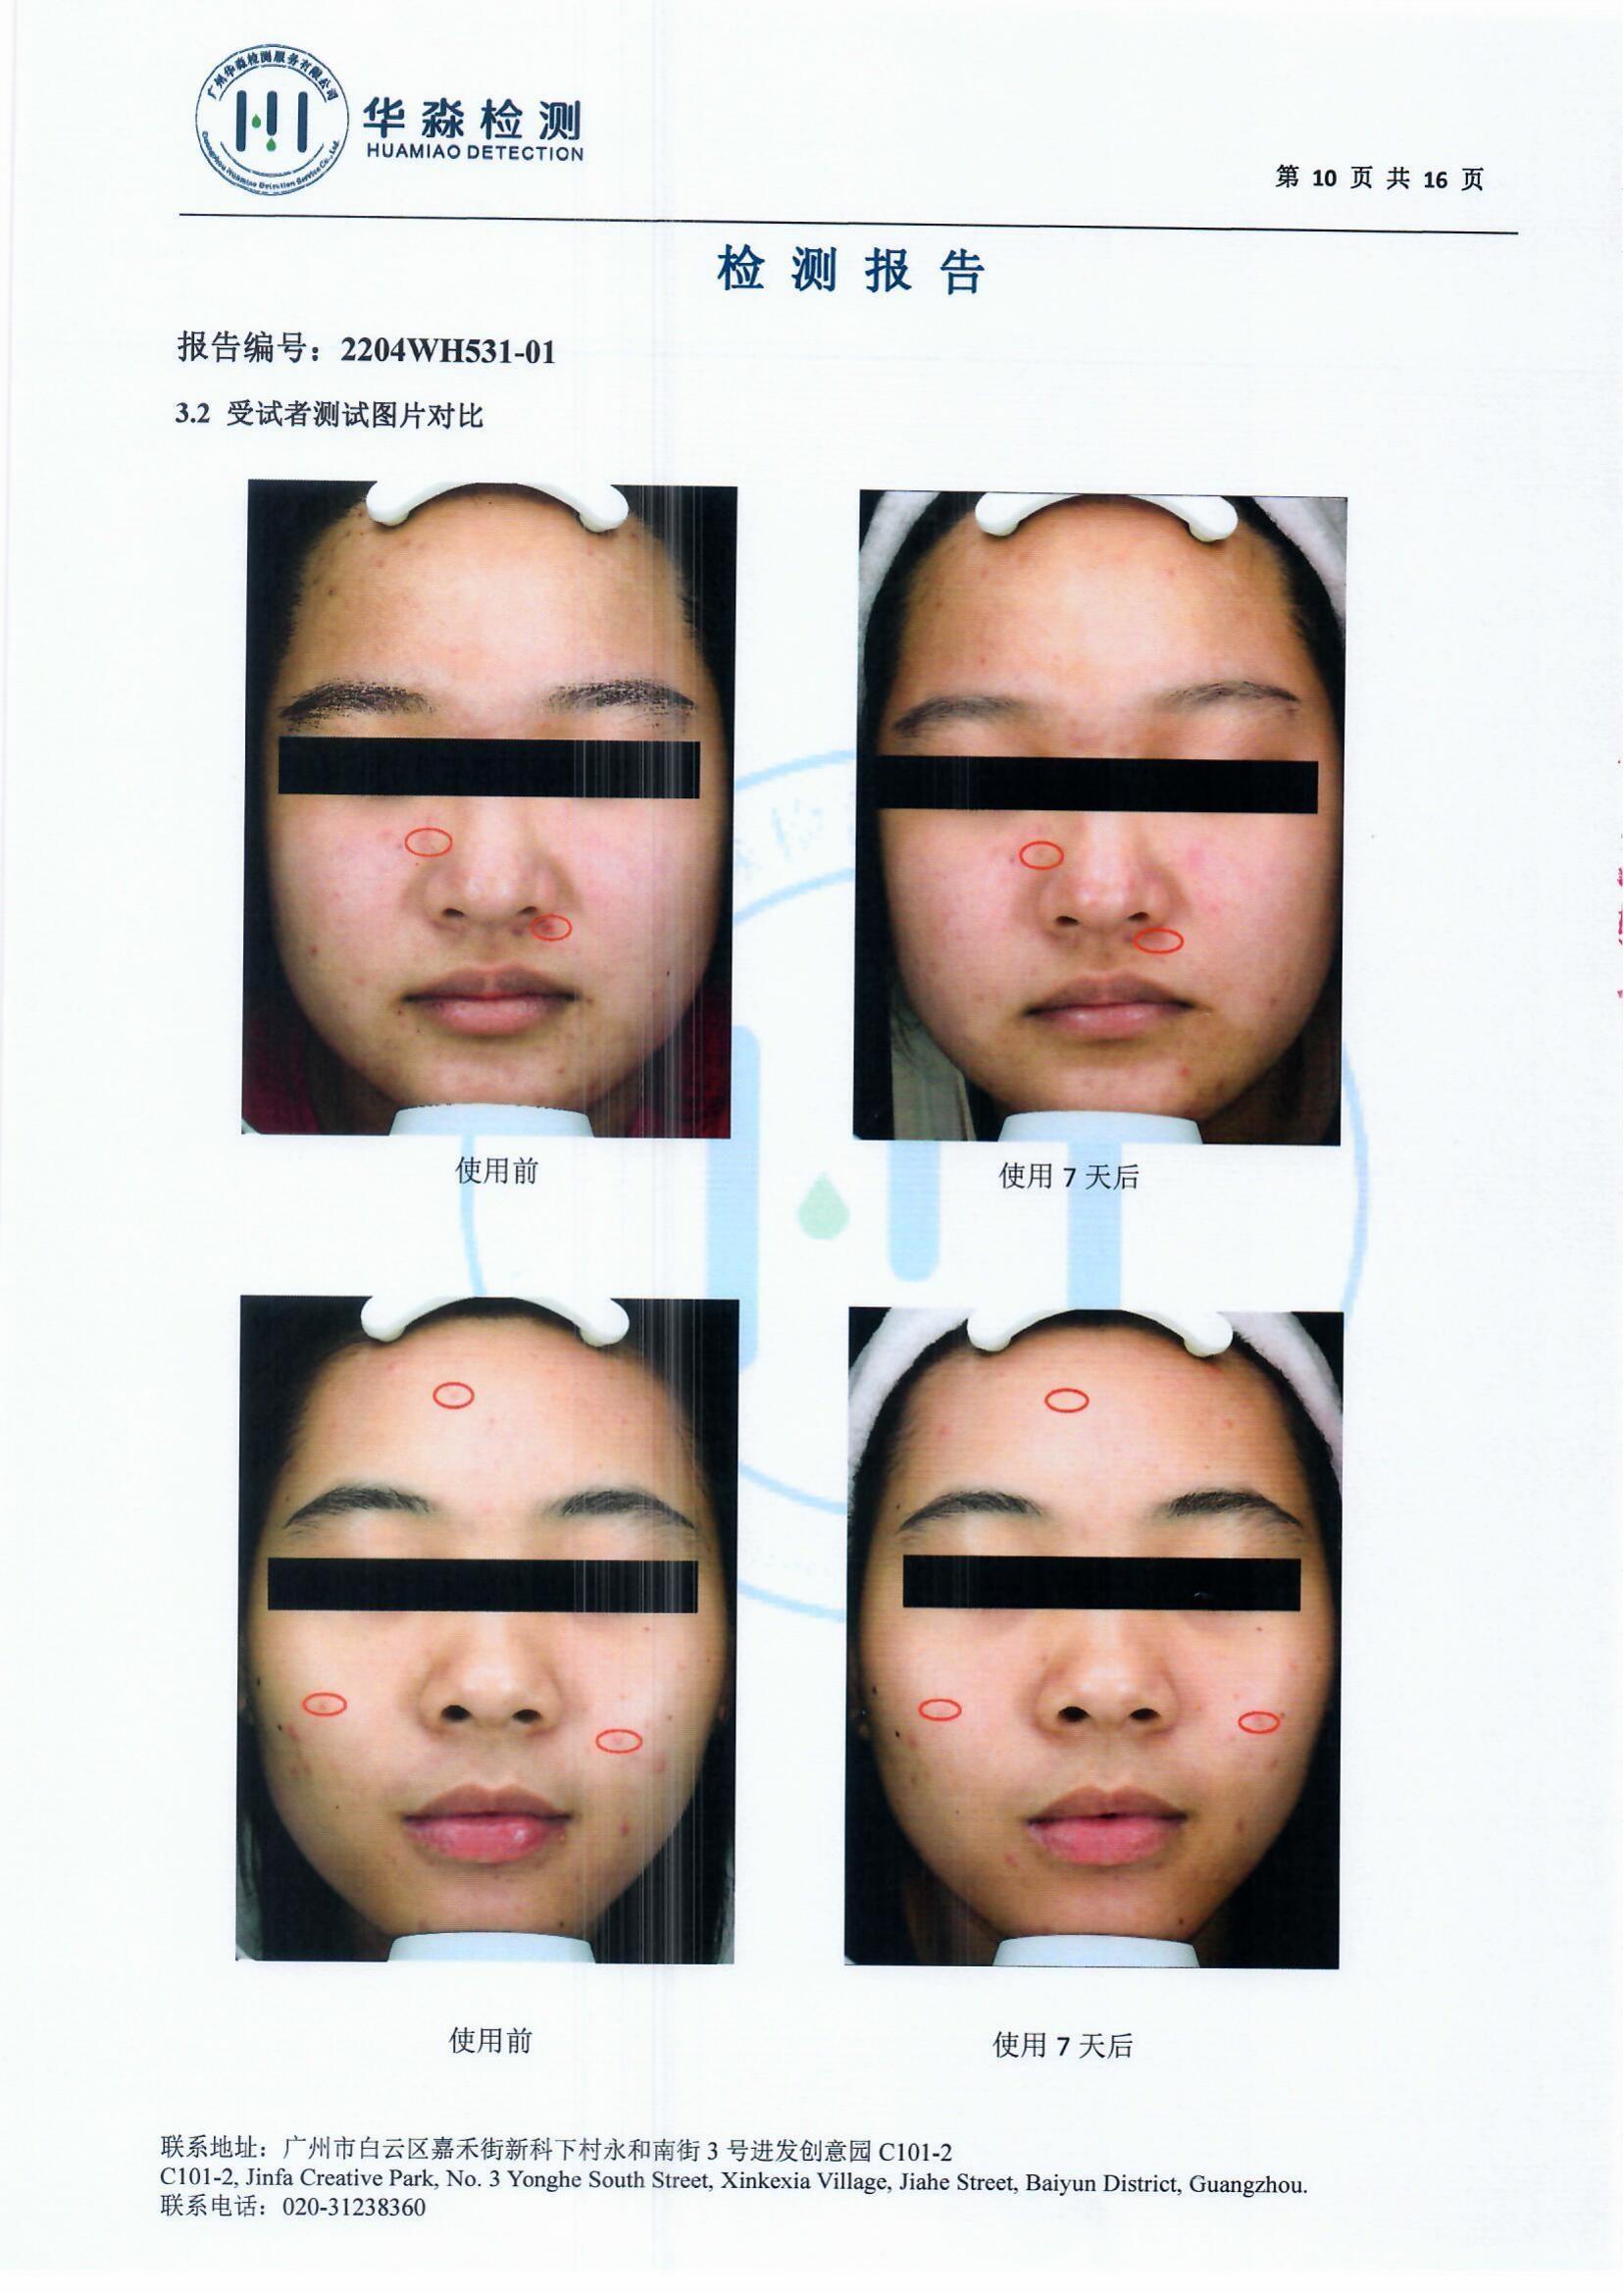 广州华淼检测服务有限公司
Guangzhou Huamiao Detection Service Co., Ltd.
华淼检测
HUAMIAO DETECTION
第 10 页 共 16 页
检测报告
报告编号：2204WH531-01
3.2 受试者测试图片对比
使用前
使用 7 天后
使用前
使用 7 天后
联系地址：广州市白云区嘉禾街新科下村永和南街 3 号进发创意园 C101-2
C101-2, Jinfa Creative Park, No. 3 Yonghe South Street, Xinkexia Village, Jiahe Street, Baiyun District, Guangzhou.
联系电话：020-31238360